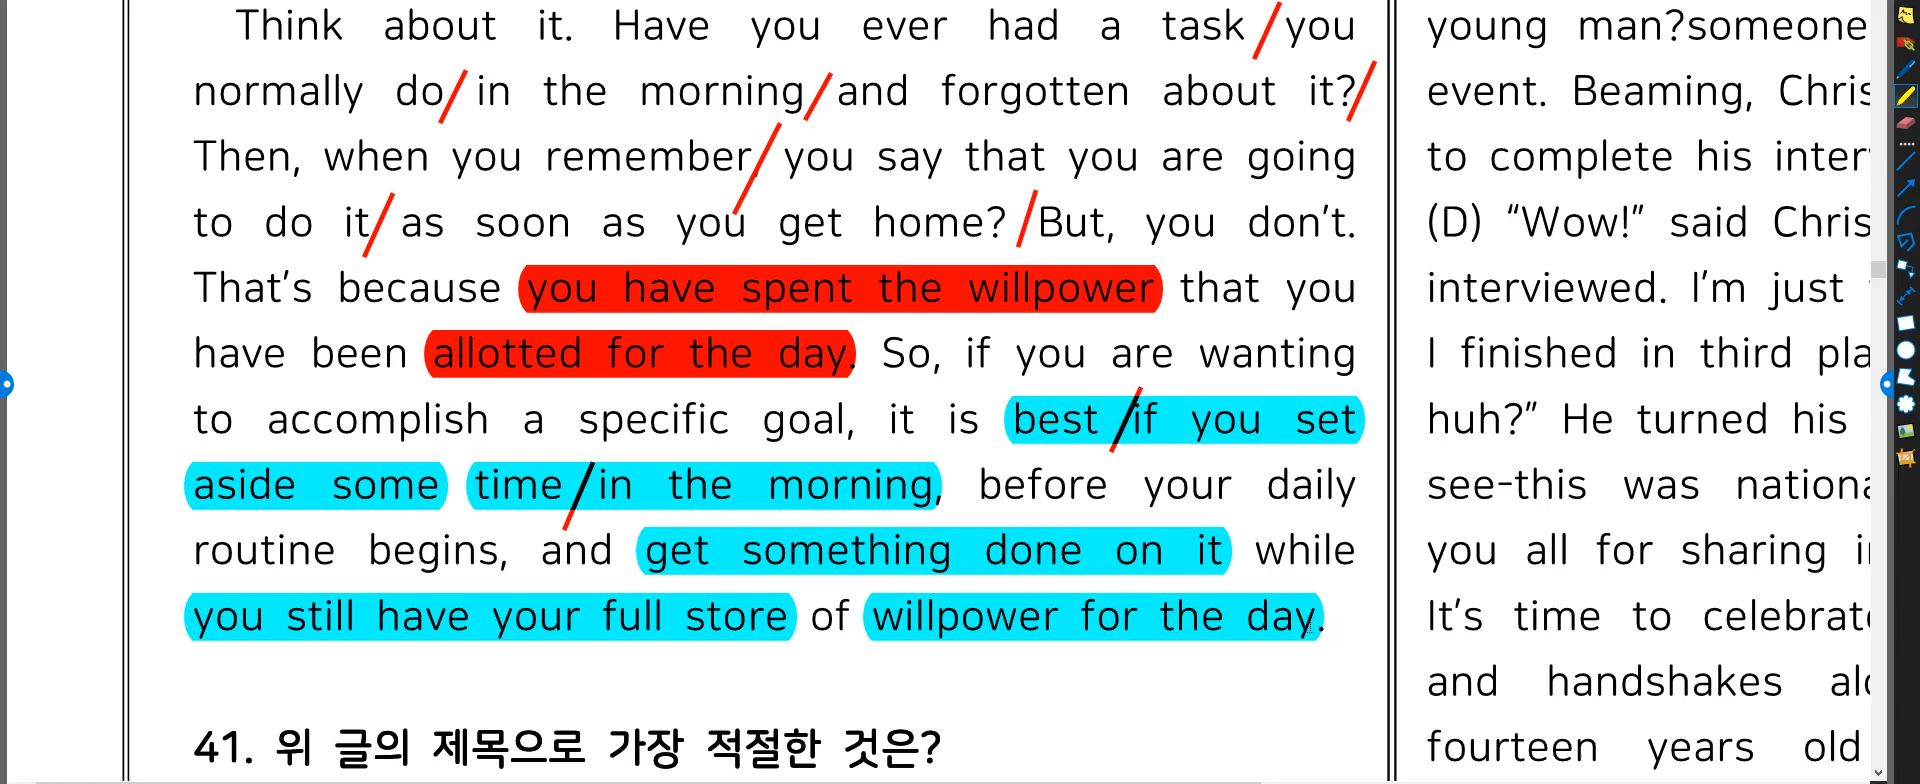 Think about it. Have you ever had a task you
normally do in the morning and forgotten about it?
Then, when you remember, you say that you are going
to do it as soon as you get home? But, you don't.
That's because you have spent the willpower that you
have been allotted for the day. So, if you are wanting
to accomplish a specific goal, it is best if you set
aside some time in the morning, before your daily
routine begins, and get something done on it while
you still have your full store of willpower for the day.
41. 위 글의 제목으로 가장 적절한 것은?
young man?someone
event. Beaming, Chris
to complete his inter
(D) “Wow!” said Chris
interviewed. I'm just
I finished in third pla
huh?” He turned his
see-this was nationa
you all for sharing i
It's time to celebrat
and handshakes alo
fourteen years old